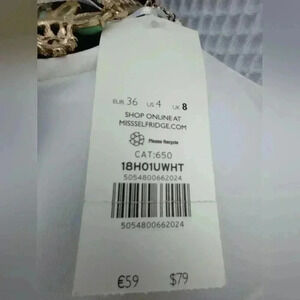 EUR 36 US 4 UK 8
SHOP ONLINE AT
MISSSELFRIDGE.COM
Please Recycle
CAT:650
18H01UWHT
5054800662024
5054800662024
€59 $79